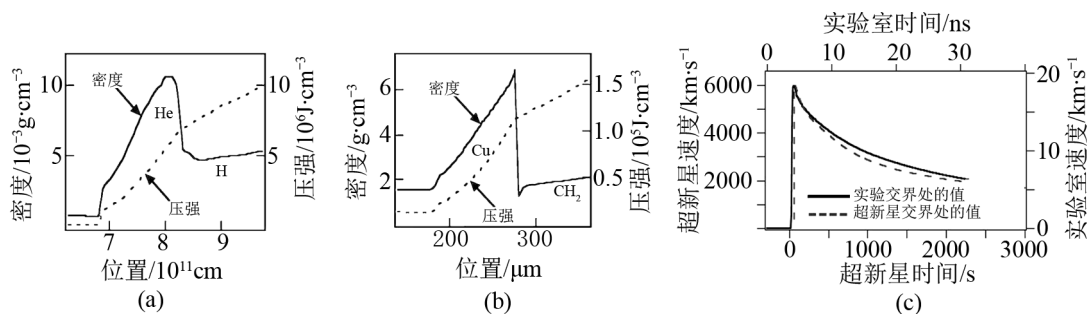 密度/10⁻³g·cm⁻³
10
5
密度
He
H
压强
10
5
压强/10⁶J·cm⁻³
7
8
9
位置/10¹¹cm
(a)
密度/g·cm⁻³
6
4
2
密度
Cu
压强
CH₂
1.5
1.0
0.5
压强/10⁵J·cm⁻³
200
300
位置/μm
(b)
实验室时间/ns
0
10
20
30
超新星速度/km·s⁻¹
6000
4000
2000
20
10
0
实验室速度/km·s⁻¹
实验交界处的值
超新星交界处的值
0
1000
2000
3000
超新星时间/s
(c)